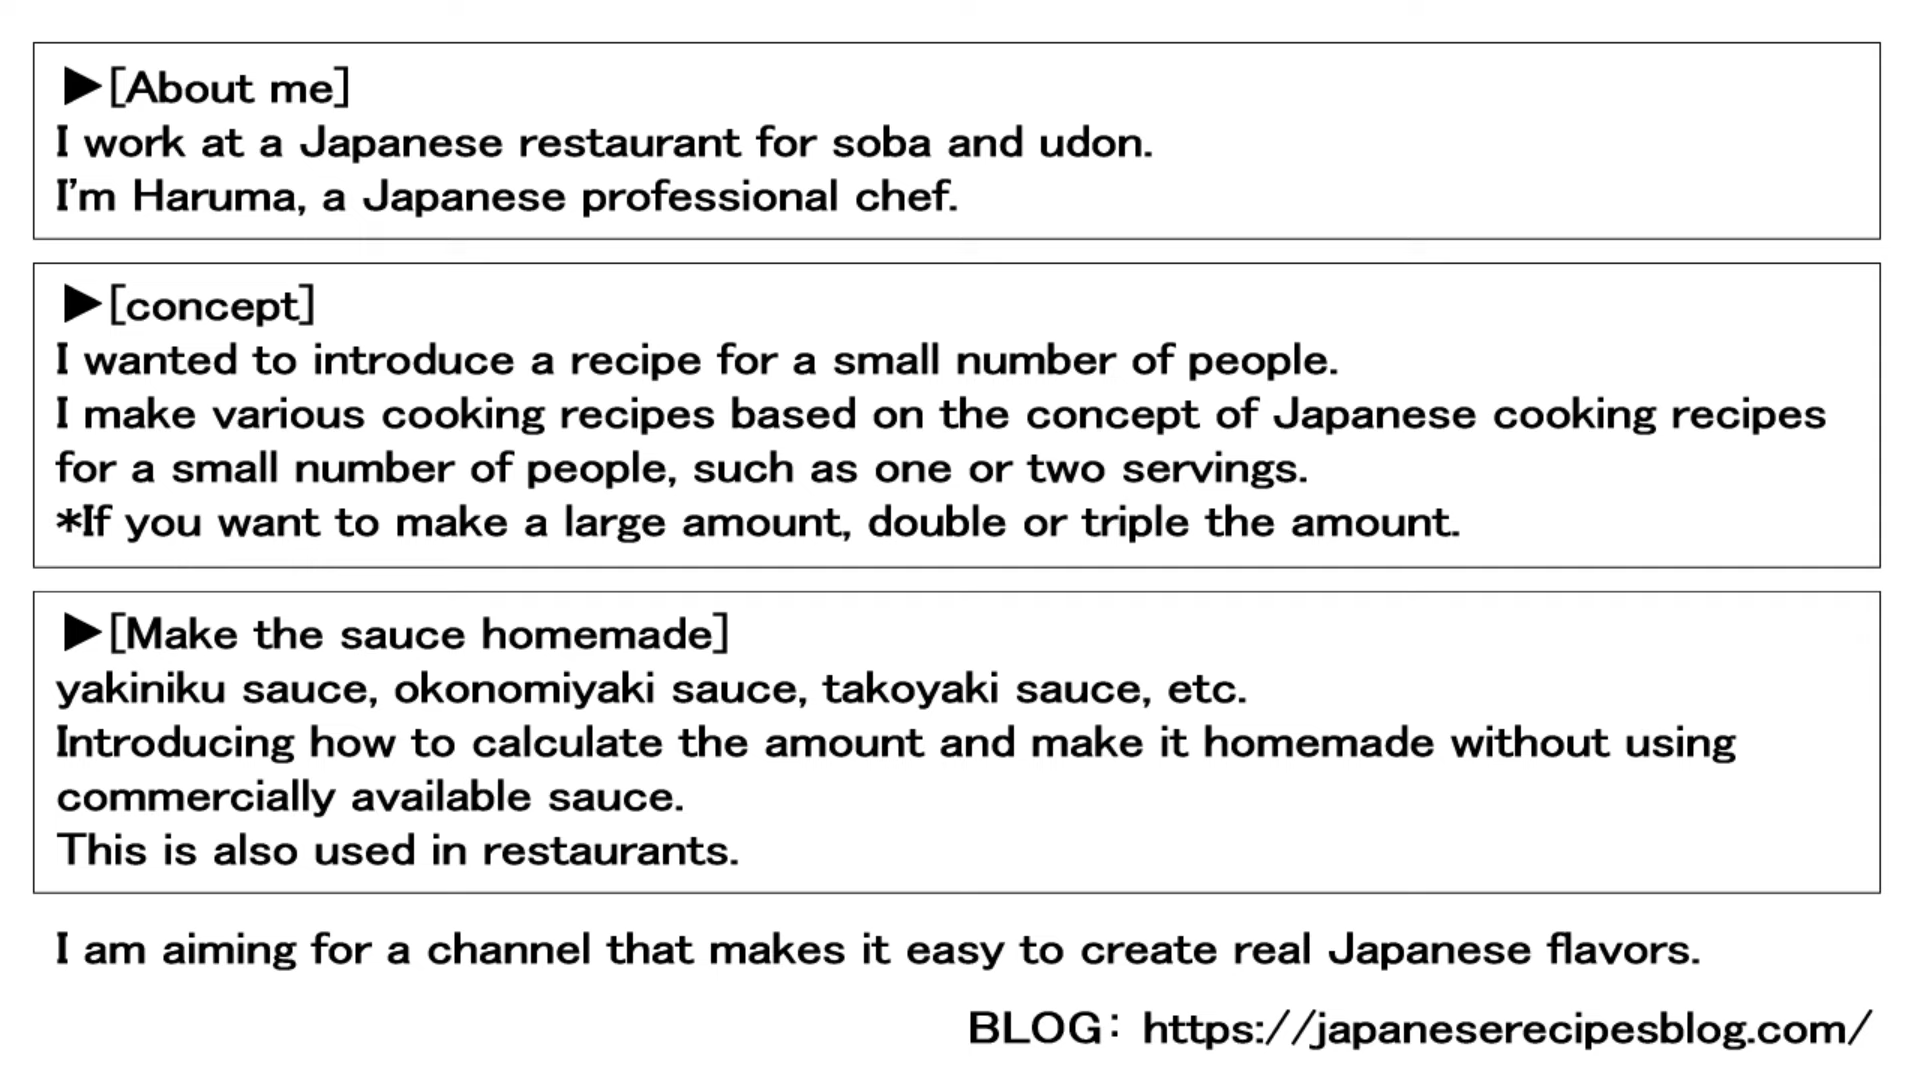 ▶[About me]
I work at a Japanese restaurant for soba and udon.
I'm Haruma, a Japanese professional chef.
▶[concept]
I wanted to introduce a recipe for a small number of people.
I make various cooking recipes based on the concept of Japanese cooking recipes
for a small number of people, such as one or two servings.
*If you want to make a large amount, double or triple the amount.
▶[Make the sauce homemade]
yakiniku sauce, okonomiyaki sauce, takoyaki sauce, etc.
Introducing how to calculate the amount and make it homemade without using
commercially available sauce.
This is also used in restaurants.
I am aiming for a channel that makes it easy to create real Japanese flavors.
BLOG： https://japaneserecipesblog.com/